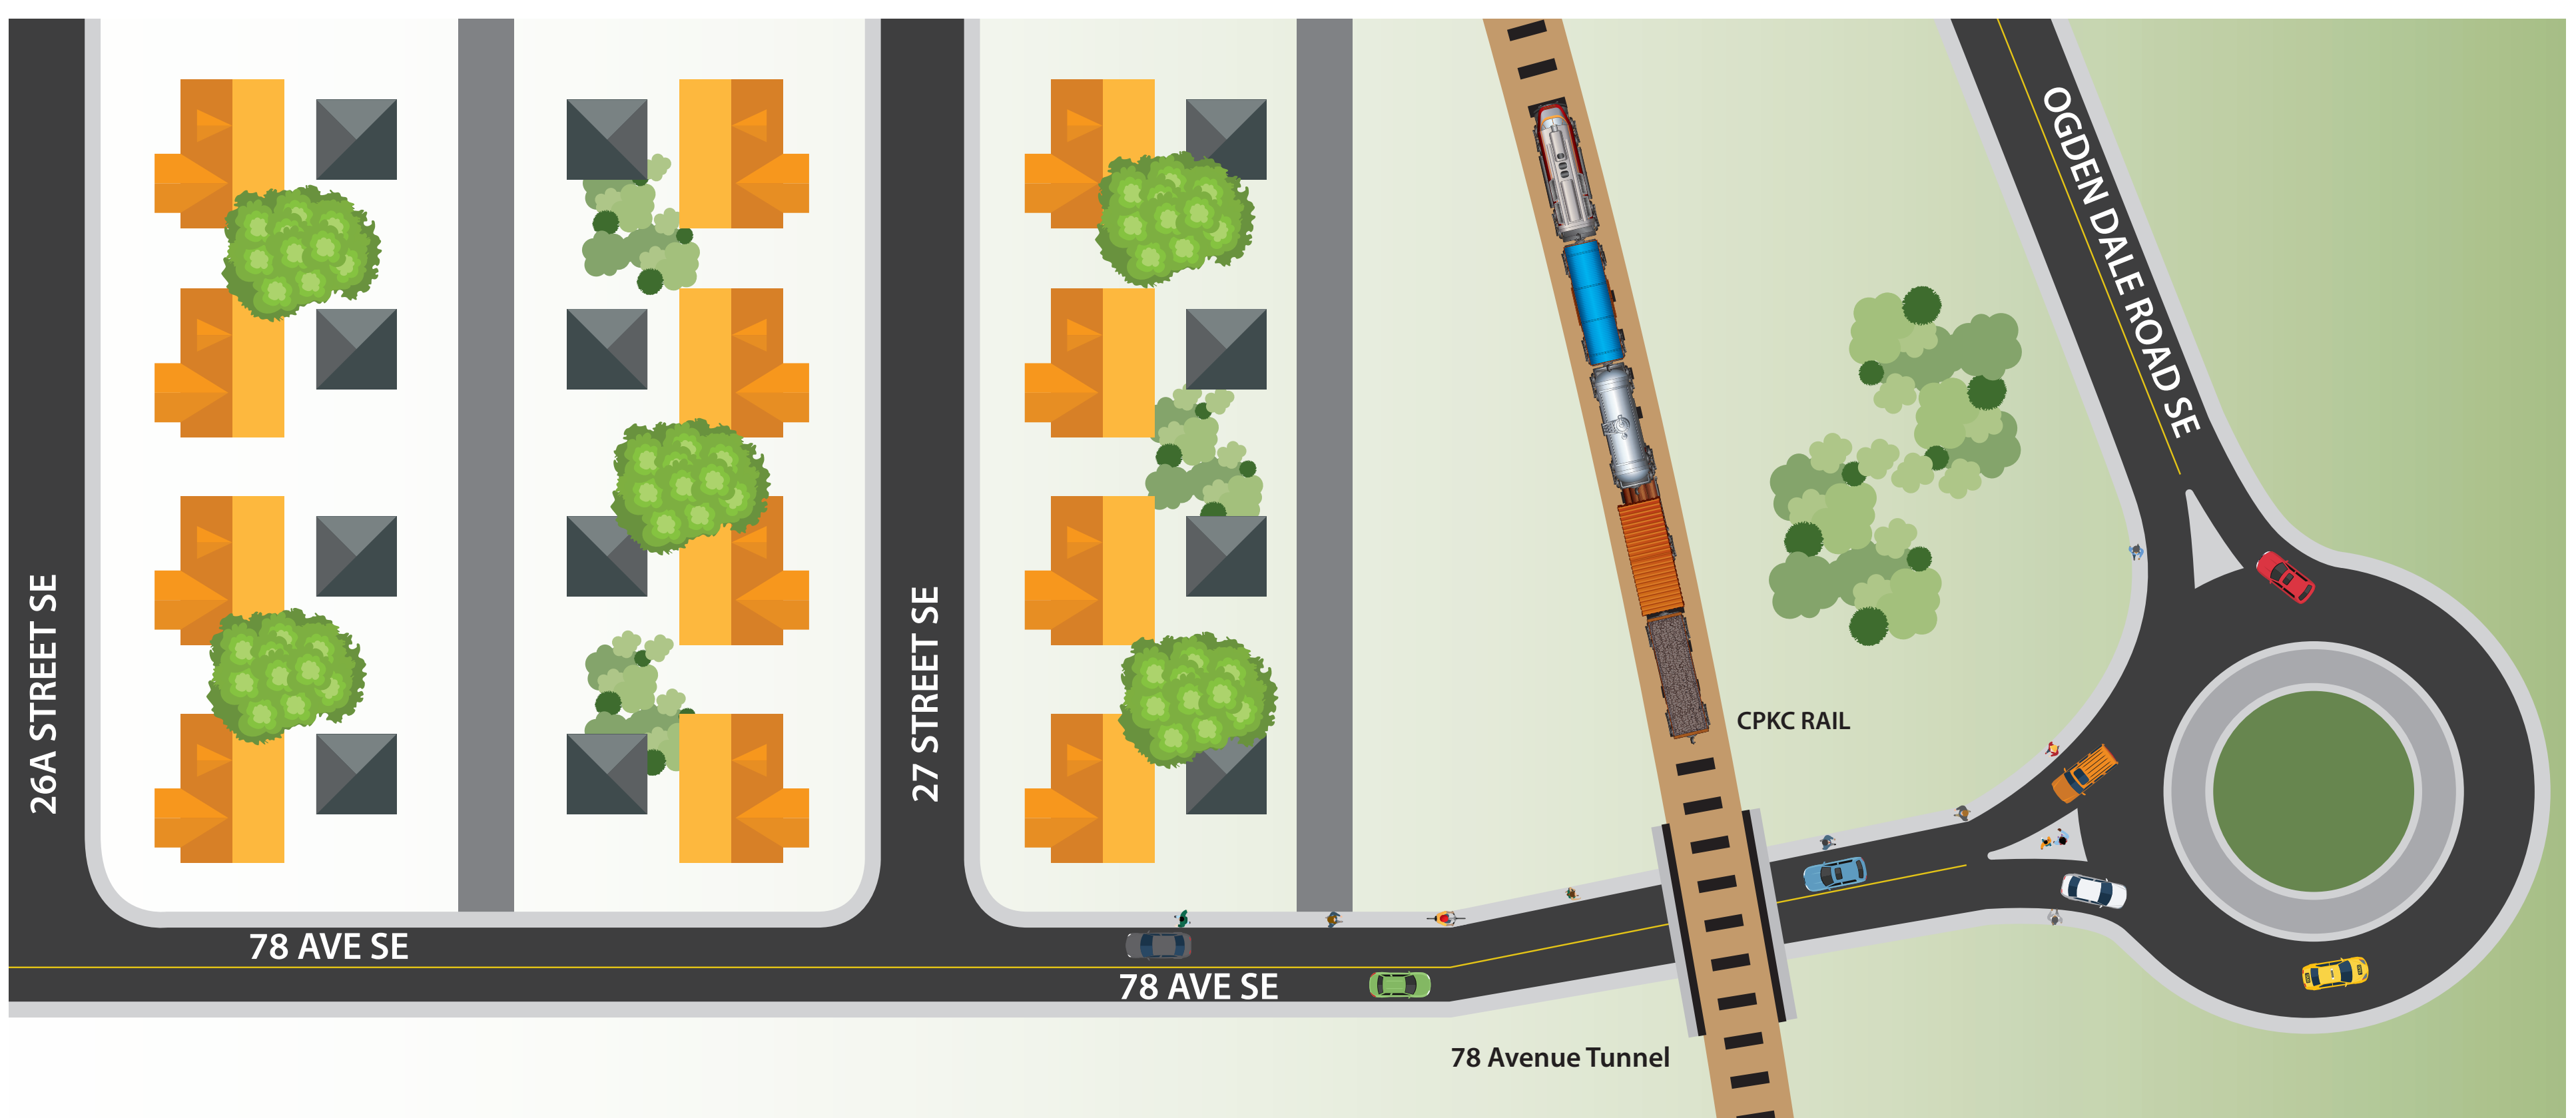 OGDEN DALE ROAD SE
26A STREET SE
27 STREET SE
CPKC RAIL
78 AVE SE
78 AVE SE
78 Avenue Tunnel